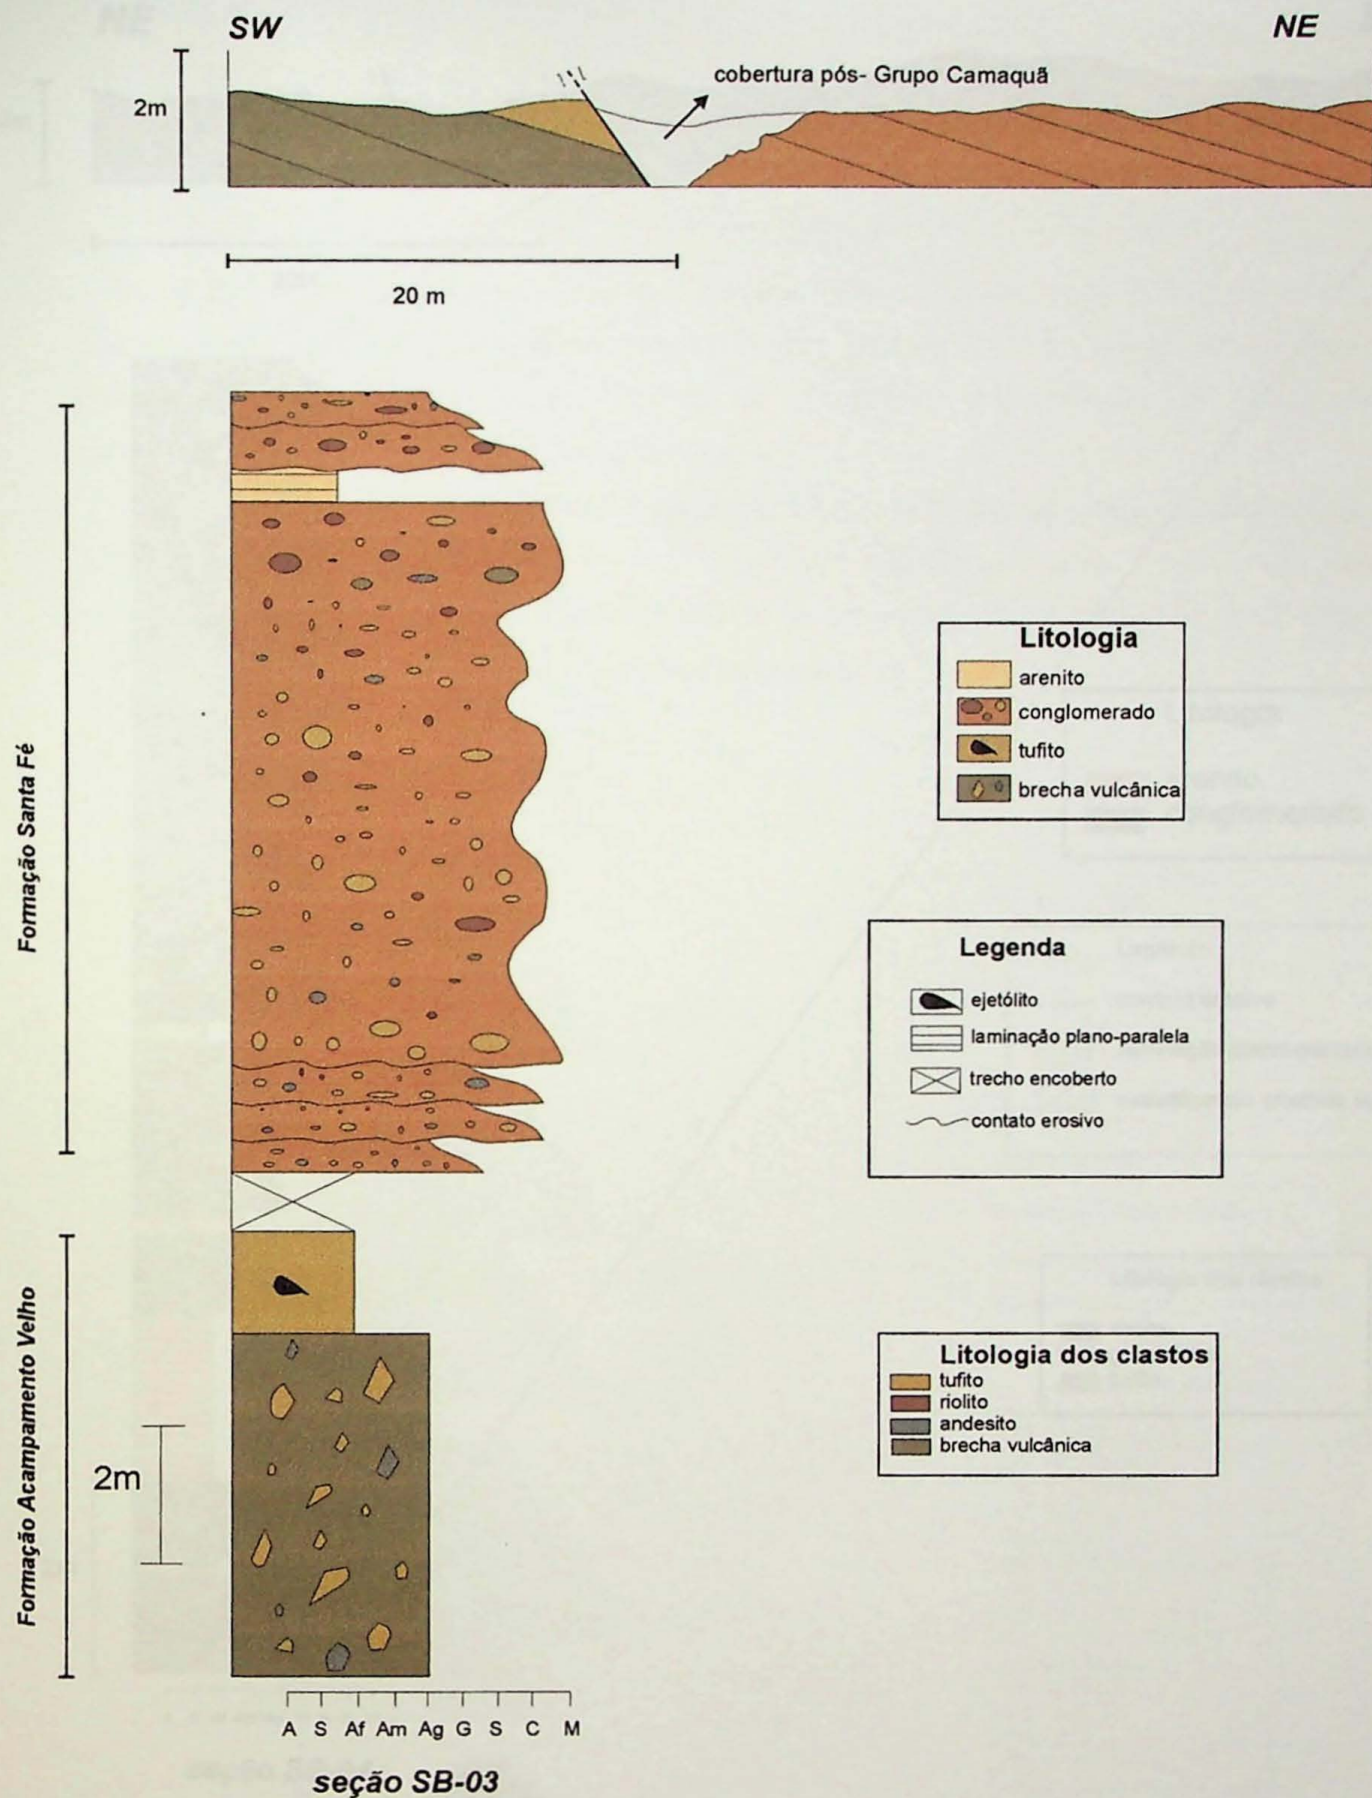 SW
NE
2m
cobertura pós- Grupo Camaquã
20 m
Formação Santa Fé
Litologia
arenito
conglomerado
tufito
brecha vulcânica
Legenda
ejetólito
laminação plano-paralela
trecho encoberto
contato erosivo
Formação Acampamento Velho
2m
Litologia dos clastos
tufito
riolito
andesito
brecha vulcânica
A S Af Am Ag G S C M
seção SB-03